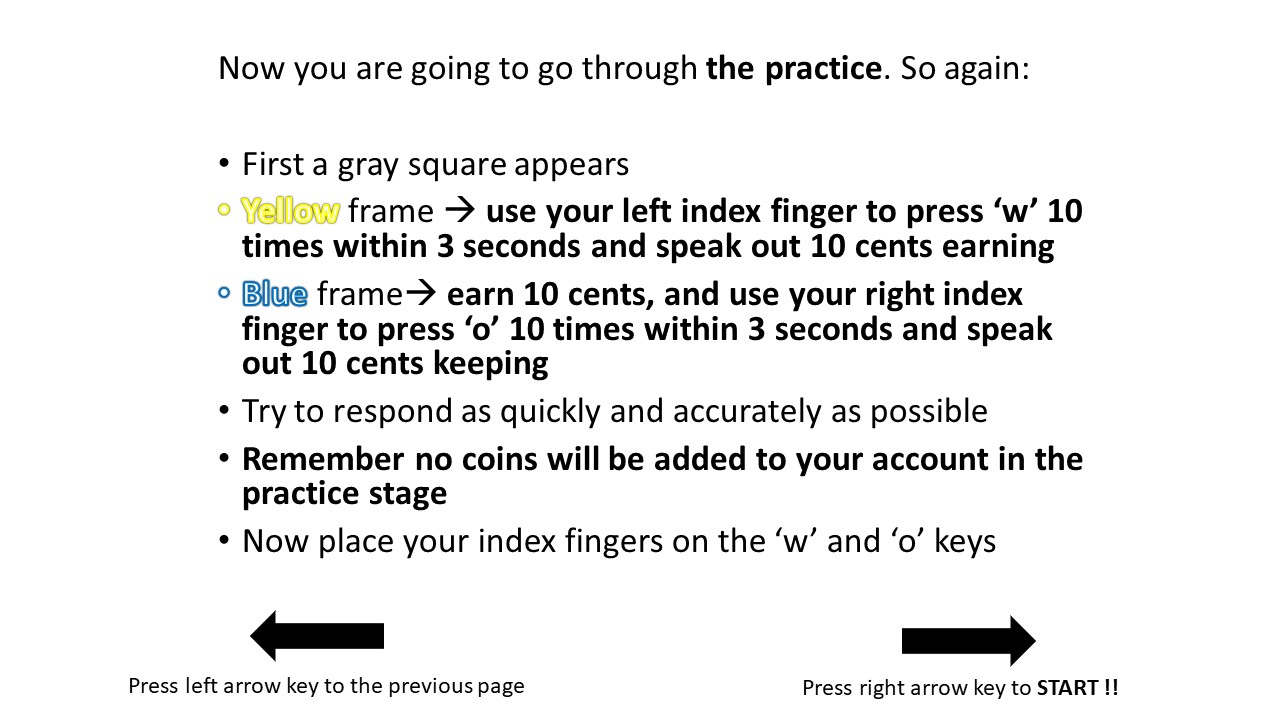 Now you are going to go through the practice. So again:
• First a gray square appears
• Yellow frame → use your left index finger to press ‘w’ 10
times within 3 seconds and speak out 10 cents earning
• Blue frame→ earn 10 cents, and use your right index
finger to press ‘o’ 10 times within 3 seconds and speak
out 10 cents keeping
• Try to respond as quickly and accurately as possible
• Remember no coins will be added to your account in the
practice stage
• Now place your index fingers on the ‘w’ and ‘o’ keys
Press left arrow key to the previous page
Press right arrow key to START !!